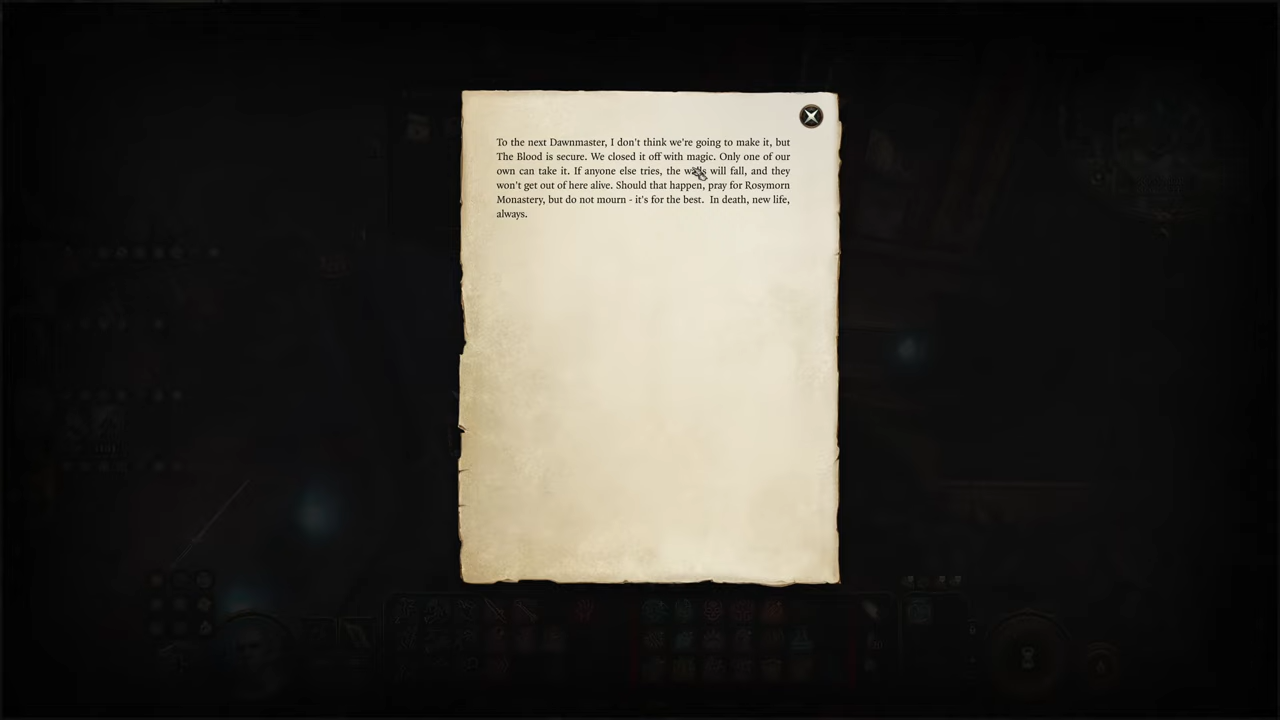 To the next Dawnmaster, I don't think we're going to make it, but
The Blood is secure. We closed it off with magic. Only one of our
own can take it. If anyone else tries, the walls will fall, and they
won't get out of here alive. Should that happen, pray for Rosymorn
Monastery, but do not mourn - it's for the best.  In death, new life,
always.